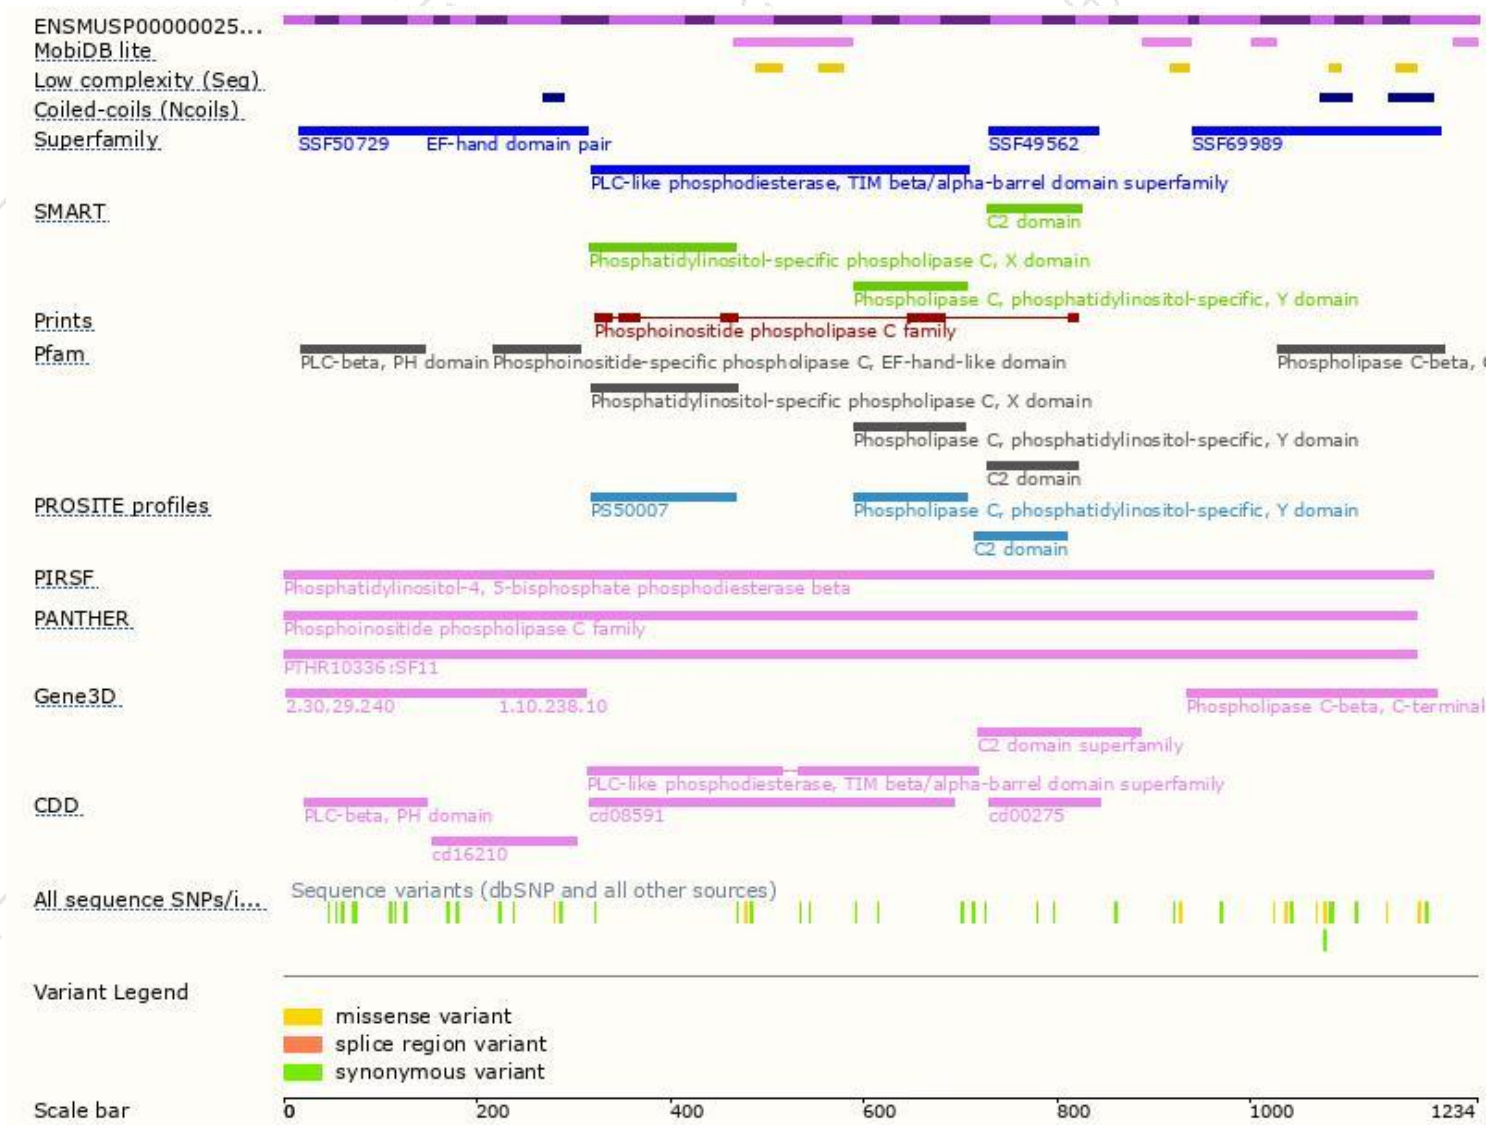 ENSMUSP00000025...
MobiDB lite
Low complexity (Seg)
Coiled-coils (Ncoils)
Superfamily
SSF50729 EF-hand domain pair SSF49562 SSF69989
PLC-like phosphodiesterase, TIM beta/alpha-barrel domain superfamily
SMART
C2 domain
Phosphatidylinositol-specific phospholipase C, X domain
Phospholipase C, phosphatidylinositol-specific, Y domain
Prints
Phosphoinositide phospholipase C family
Pfam
PLC-beta, PH domain Phosphoinositide-specific phospholipase C, EF-hand-like domain Phospholipase C-beta,
Phosphatidylinositol-specific phospholipase C, X domain
Phospholipase C, phosphatidylinositol-specific, Y domain
C2 domain
PROSITE profiles
PS50007 Phospholipase C, phosphatidylinositol-specific, Y domain
C2 domain
PIRSF
Phosphatidylinositol-4, 5-bisphosphate phosphodiesterase beta
PANTHER
Phosphoinositide phospholipase C family
PTHR10336:SF11
Gene3D
2.30.29.240 1.10.238.10 Phospholipase C-beta, C-terminal
C2 domain superfamily
PLC-like phosphodiesterase, TIM beta/alpha-barrel domain superfamily
CDD
PLC-beta, PH domain cd08591 cd00275
cd16210
All sequence SNPs/i...
Sequence variants (dbSNP and all other sources)
Variant Legend
missense variant
splice region variant
synonymous variant
Scale bar
0 200 400 600 800 1000 1234